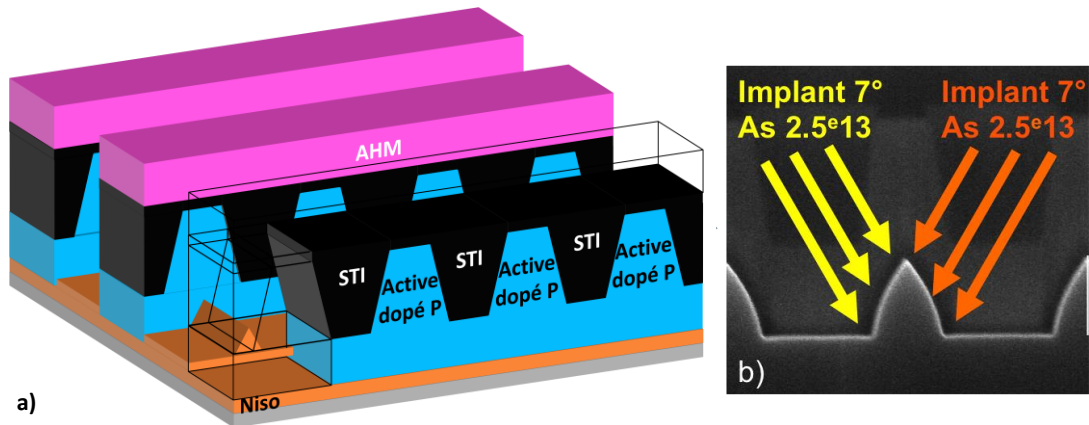 AHM
STI
STI
STI
Active
dopé P
Active
dopé P
Active
dopé P
Niso
a)
Implant 7°
As 2.5ᵉ13
Implant 7°
As 2.5ᵉ13
b)